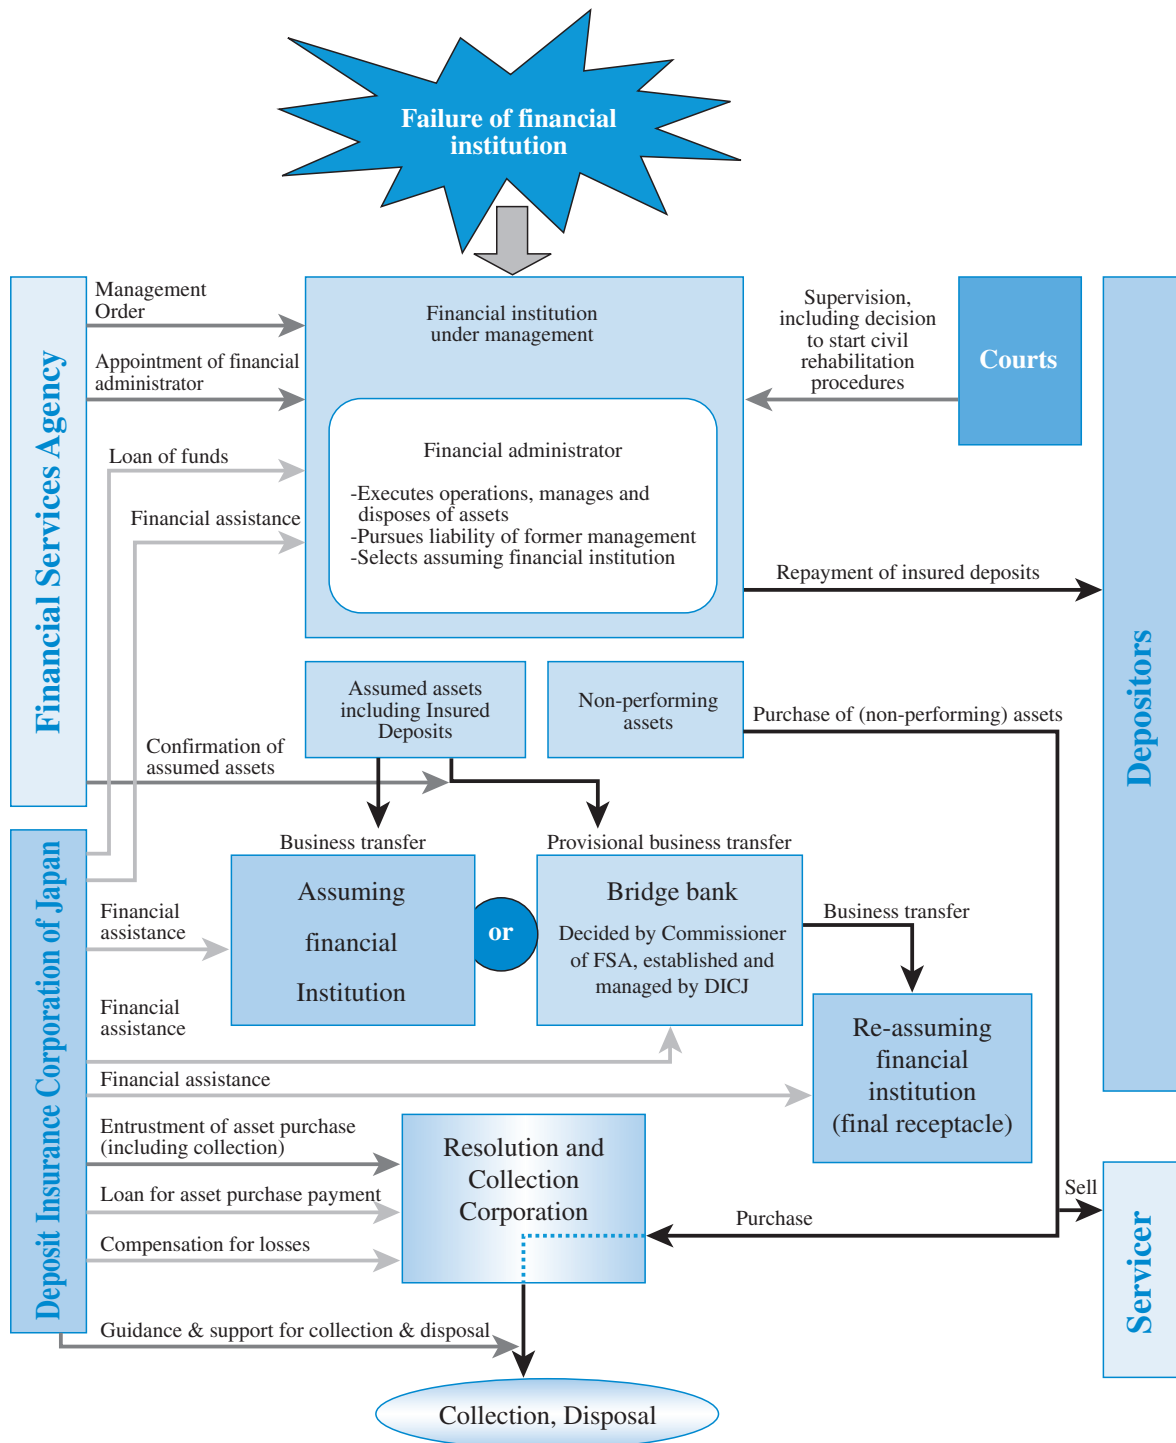 Failure of financial
institution
Financial Services Agency
Management
Order
Appointment of financial
administrator
Loan of funds
Financial assistance
Financial institution
under management
Financial administrator
-Executes operations, manages and
disposes of assets
-Pursues liability of former management
-Selects assuming financial institution
Supervision,
including decision
to start civil
rehabilitation
procedures
Courts
Depositors
Repayment of insured deposits
Assumed assets
including Insured
Deposits
Non-performing
assets
Purchase of (non-performing) assets
Confirmation of
assumed assets
Deposit Insurance Corporation of Japan
Business transfer
Provisional business transfer
Assuming
financial
Institution
or
Bridge bank
Decided by Commissioner
of FSA, established and
managed by DICJ
Business transfer
Financial
assistance
Financial
assistance
Financial assistance
Re-assuming
financial
institution
(final receptacle)
Entrustment of asset purchase
(including collection)
Loan for asset purchase payment
Compensation for losses
Resolution and
Collection
Corporation
Purchase
Sell
Servicer
Guidance & support for collection & disposal
Collection, Disposal